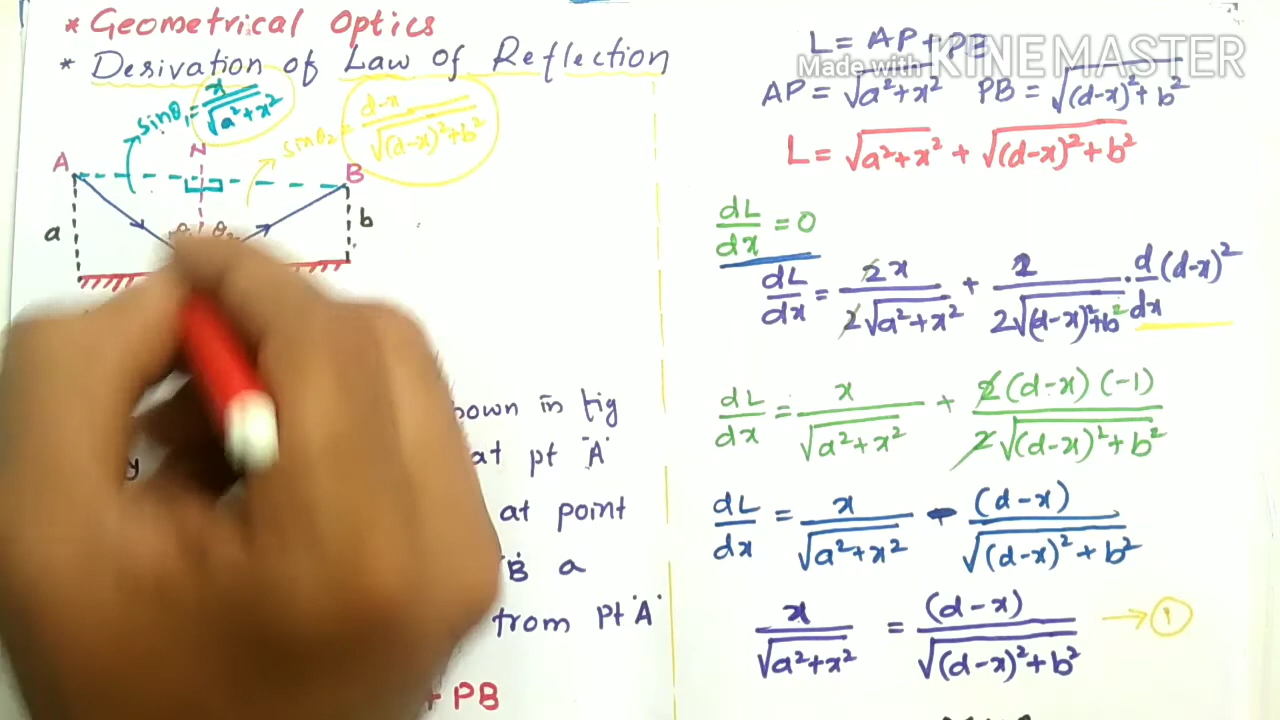 * Geometrical Optics
* Derivation of Law of Reflection
sinθ₁ = x/√(a²+x²)
sinθ₂ = (d-x)/√((d-x)²+b²)
N
A
B
a
θ₂
b
own in fig
at pt "A"
at point
"B" a
y
from Pt "A"
+ PB
L = AP + PB
Made with KINEMASTER
AP = √(a²+x²) PB = √((d-x)²+b²)
L = √(a²+x²) + √((d-x)²+b²)
dL/dx = 0
dL/dx = 2x/2√(a²+x²) + 1/2√((d-x)²+b²) · d/dx (d-x)²
dL/dx = x/√(a²+x²) + 2(d-x)(-1)/2√((d-x)²+b²)
dL/dx = x/√(a²+x²) - (d-x)/√((d-x)²+b²)
x/√(a²+x²) = (d-x)/√((d-x)²+b²) → ①